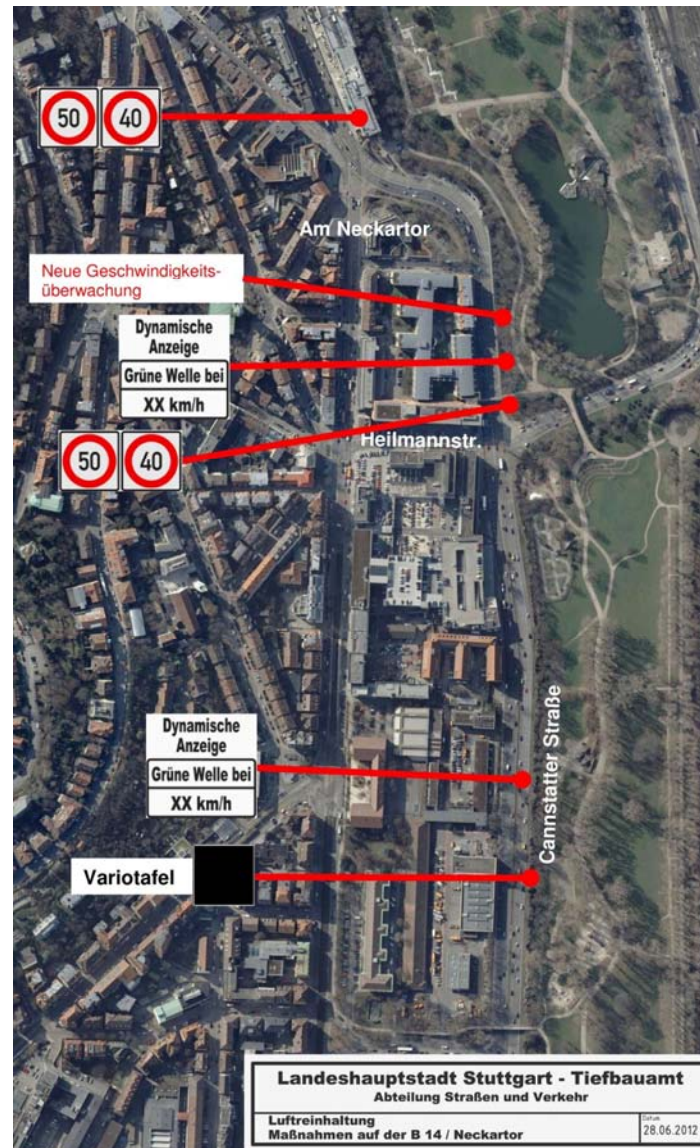 50 40
Am Neckartor
Neue Geschwindigkeits-
überwachung
Dynamische
Anzeige
Grüne Welle bei
XX km/h
50 40
Heilmannstr.
Dynamische
Anzeige
Grüne Welle bei
XX km/h
Cannstatter Straße
Variotafel
Landeshauptstadt Stuttgart - Tiefbauamt
Abteilung Straßen und Verkehr
Luftreinhaltung
Maßnahmen auf der B 14 / Neckartor
Datum
28.06.2012